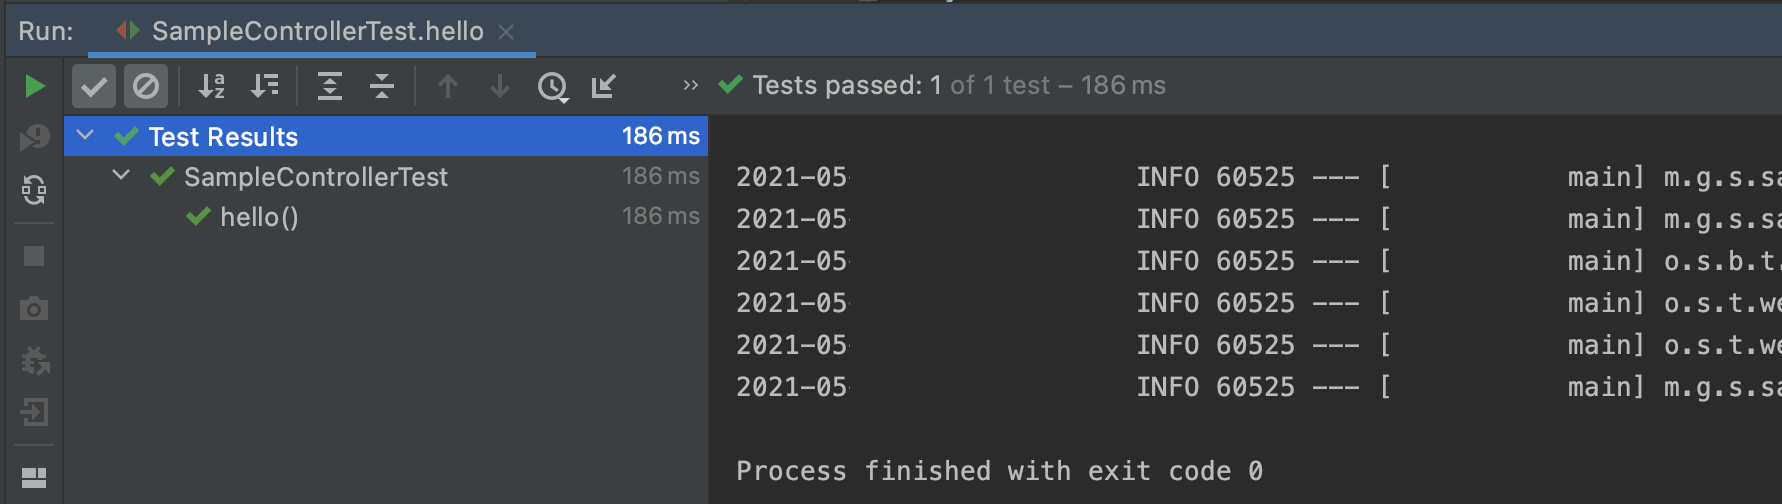 Run: SampleControllerTest.hello
Tests passed: 1 of 1 test – 186 ms
Test Results 186 ms
SampleControllerTest 186 ms
hello() 186 ms
2021-05 INFO 60525 --- [ main] m.g.s.sa
2021-05 INFO 60525 --- [ main] m.g.s.sa
2021-05 INFO 60525 --- [ main] o.s.b.t.
2021-05 INFO 60525 --- [ main] o.s.t.we
2021-05 INFO 60525 --- [ main] o.s.t.we
2021-05 INFO 60525 --- [ main] m.g.s.sa
Process finished with exit code 0